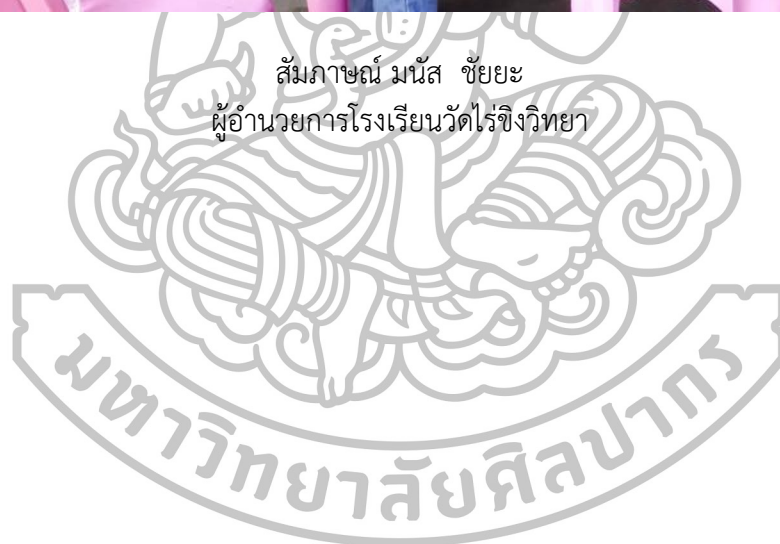 สัมภาษณ์ มนัส  ชัยยะ
ผู้อำนวยการโรงเรียนวัดไร่ขิงวิทยา
มหาวิทยาลัยศิลปากร